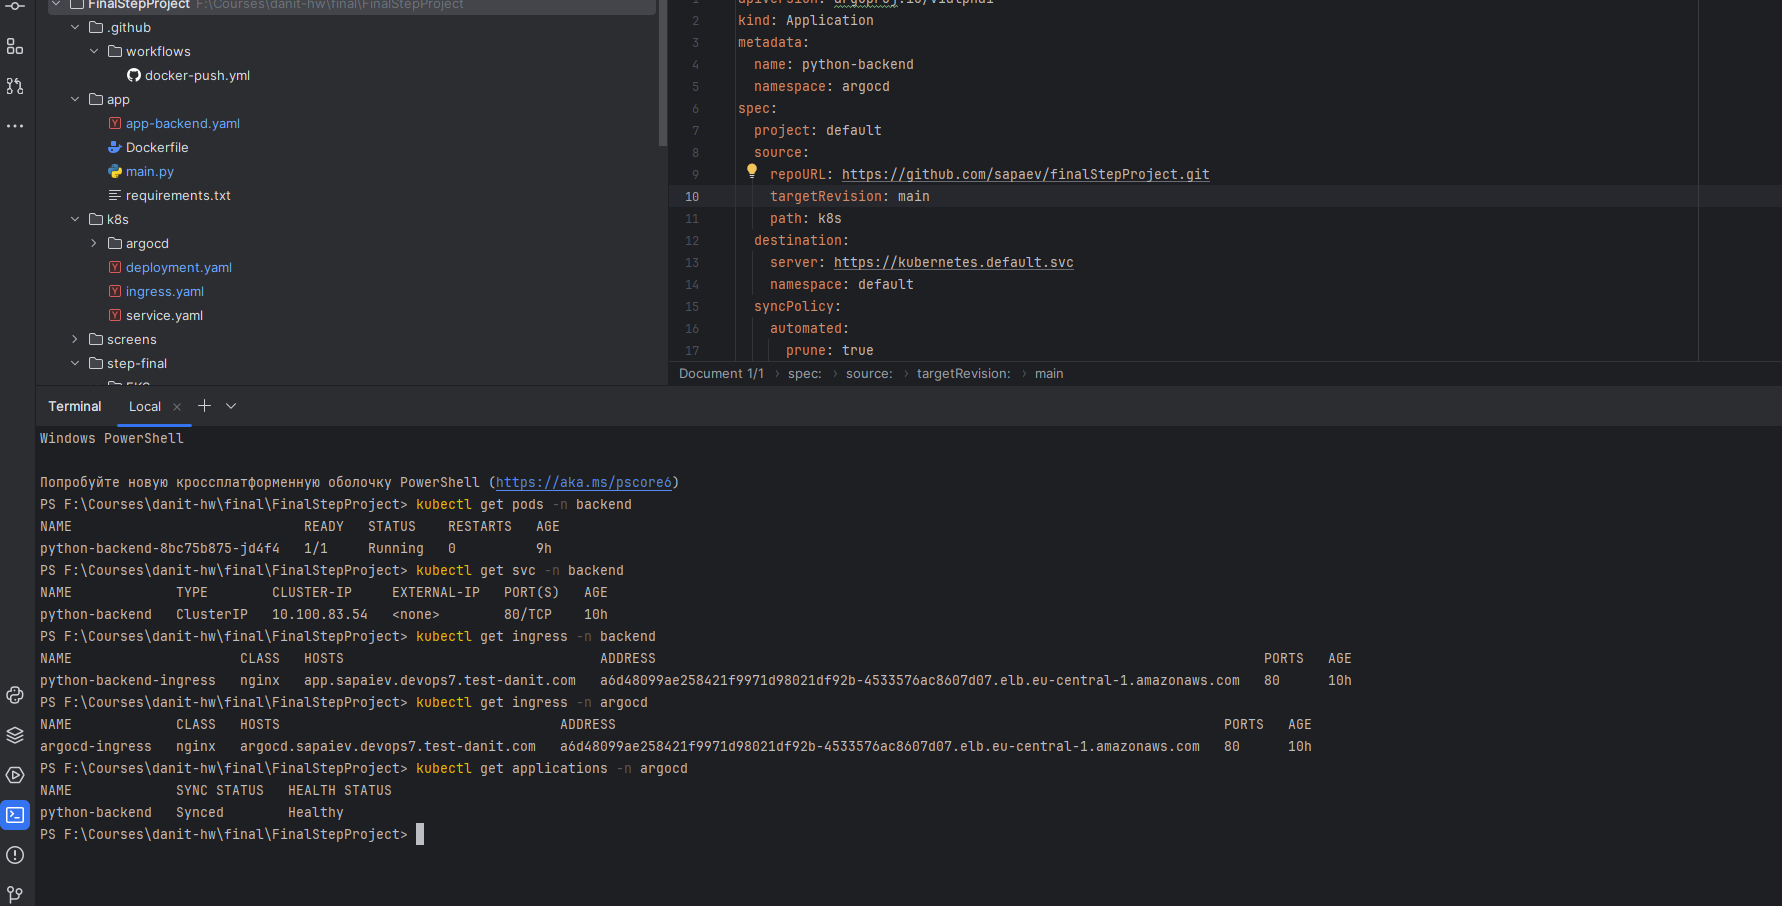 FinalStepProject F:\Courses\danit-hw\final\FinalStepProject
.github
workflows
docker-push.yml
app
app-backend.yaml
Dockerfile
main.py
requirements.txt
k8s
argocd
deployment.yaml
ingress.yaml
service.yaml
screens
step-final
2 kind: Application
3 metadata:
4 name: python-backend
5 namespace: argocd
6 spec:
7 project: default
8 source:
9 repoURL: https://github.com/sapaev/finalStepProject.git
10 targetRevision: main
11 path: k8s
12 destination:
13 server: https://kubernetes.default.svc
14 namespace: default
15 syncPolicy:
16 automated:
17 prune: true
Document 1/1 › spec: › source: › targetRevision: › main
Terminal Local
Windows PowerShell
Попробуйте новую кроссплатформенную оболочку PowerShell (https://aka.ms/pscore6)
PS F:\Courses\danit-hw\final\FinalStepProject> kubectl get pods -n backend
NAME READY STATUS RESTARTS AGE
python-backend-8bc75b875-jd4f4 1/1 Running 0 9h
PS F:\Courses\danit-hw\final\FinalStepProject> kubectl get svc -n backend
NAME TYPE CLUSTER-IP EXTERNAL-IP PORT(S) AGE
python-backend ClusterIP 10.100.83.54 <none> 80/TCP 10h
PS F:\Courses\danit-hw\final\FinalStepProject> kubectl get ingress -n backend
NAME CLASS HOSTS ADDRESS PORTS AGE
python-backend-ingress nginx app.sapaiev.devops7.test-danit.com a6d48099ae258421f9971d98021df92b-4533576ac8607d07.elb.eu-central-1.amazonaws.com 80 10h
PS F:\Courses\danit-hw\final\FinalStepProject> kubectl get ingress -n argocd
NAME CLASS HOSTS ADDRESS PORTS AGE
argocd-ingress nginx argocd.sapaiev.devops7.test-danit.com a6d48099ae258421f9971d98021df92b-4533576ac8607d07.elb.eu-central-1.amazonaws.com 80 10h
PS F:\Courses\danit-hw\final\FinalStepProject> kubectl get applications -n argocd
NAME SYNC STATUS HEALTH STATUS
python-backend Synced Healthy
PS F:\Courses\danit-hw\final\FinalStepProject>